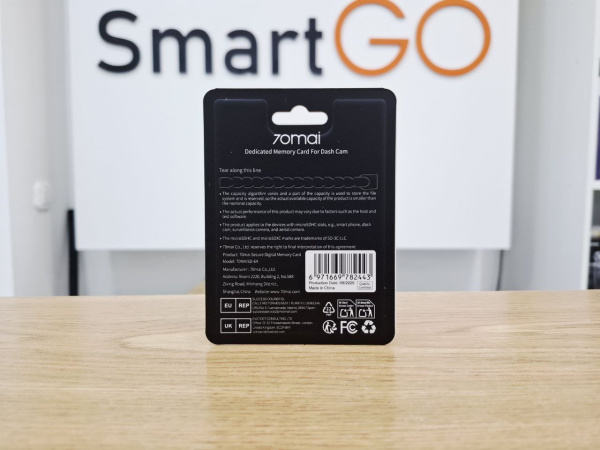 SmartGO
70mai
Dedicated Memory Card For Dash Cam
Tear along this line
• The capacity algorithm varies and a part of the capacity is used to store the file
system and is reserved, so the actual available capacity of the product is smaller than
the nominal capacity.
• The actual performance of this product may vary due to factors such as the host and
test software.
• The product applies to the devices with microSDHC slots, e.g., smart phone, dash
cam, surveillance camera, and aerial camera.
• The microSDHC and microSDXC marks are trademarks of SD-3C LLC.
• 70mai Co., Ltd. reserves the right to final interpretation of this agreement.
Product: 70mai Secure Digital Memory Card
Model: 70MAISD-64
Manufacturer: 70mai Co., Ltd.
Address: Room 2220, Building 2, No.588
Zixing Road, Minhang District,
Shanghai, China Website: www.70mai.com
6 971669 782443
Production Date:
Made in China
EU REP
UK REP
FC